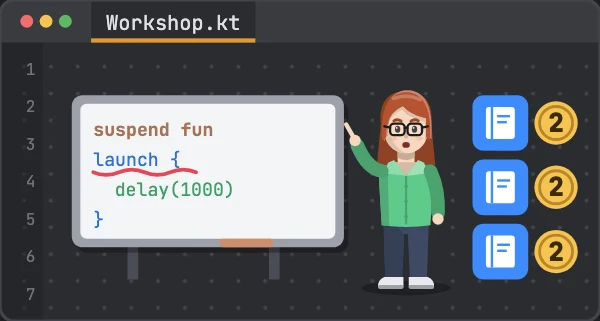 Workshop.kt
1
2
3
4
5
6
7
suspend fun
launch {
delay(1000)
}
2
2
2